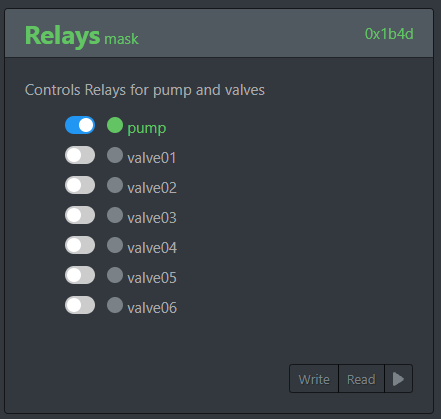 Relays mask 0x1b4d
Controls Relays for pump and valves
pump
valve01
valve02
valve03
valve04
valve05
valve06
Write Read